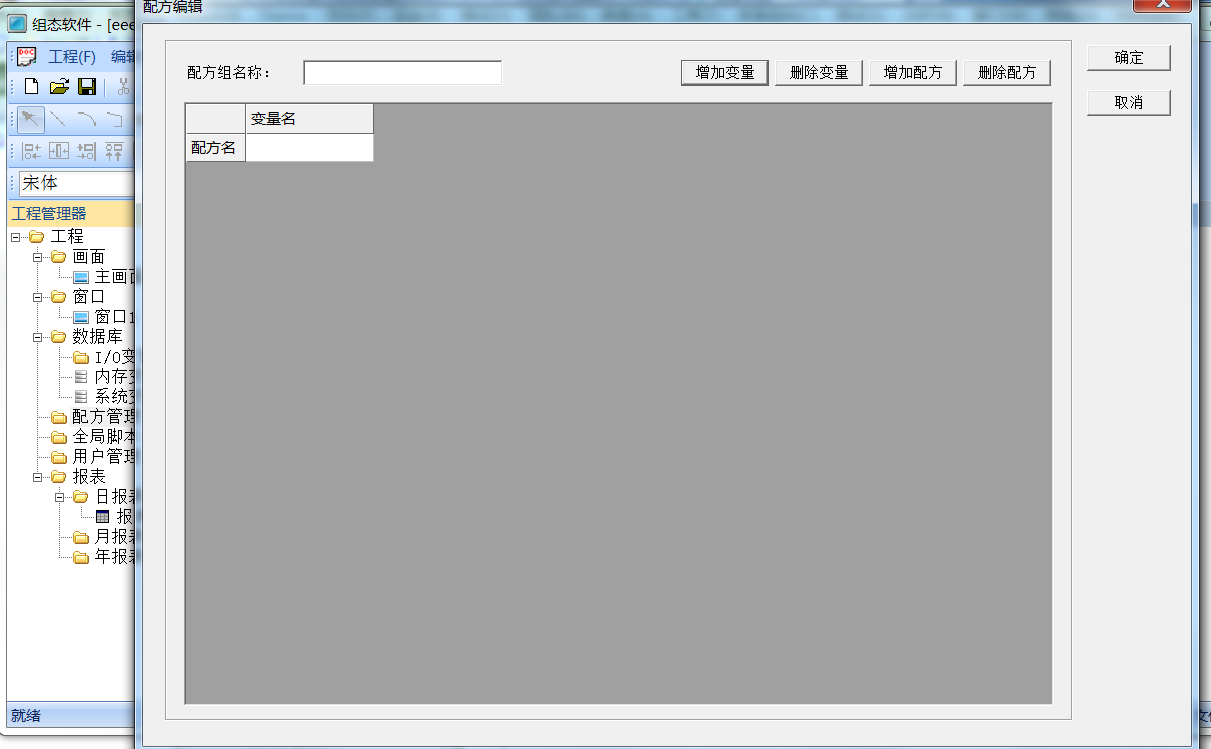 配方编辑
组态软件 - [eee
工程(F) 编辑
宋体
工程管理器
工程
画面
主画面
窗口
窗口1
数据库
I/O变
内存变
系统变
配方管理
全局脚本
用户管理
报表
日报表
报
月报表
年报表
就绪
配方组名称：
增加变量 删除变量 增加配方 删除配方
变量名
配方名
确定
取消